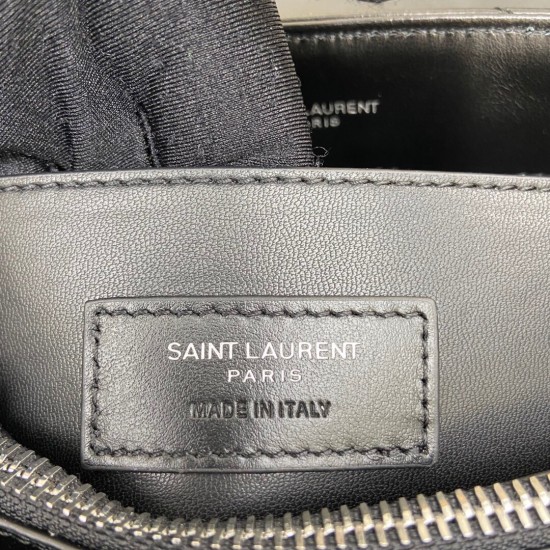 LAURENT
PARIS
SAINT LAURENT
PARIS
MADE IN ITALY